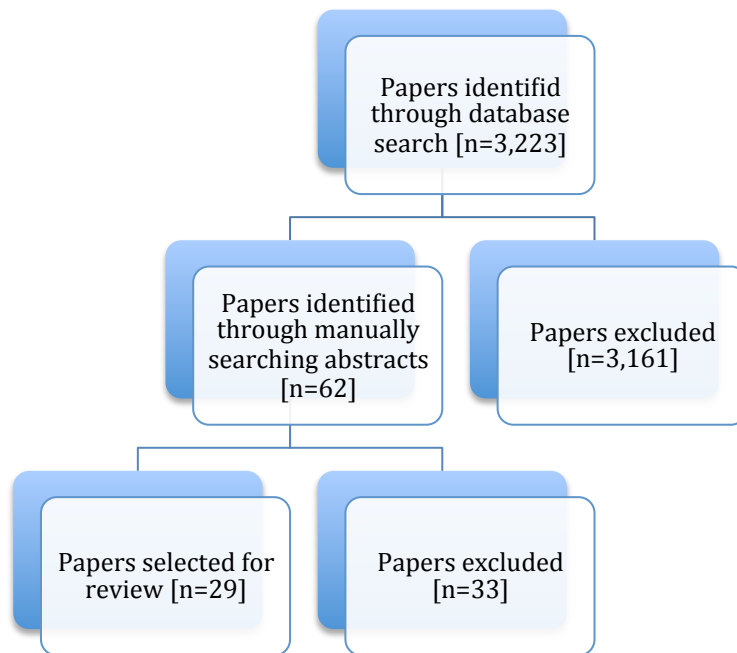 Papers identifid
through database
search [n=3,223]
Papers identified
through manually
searching abstracts
[n=62]
Papers excluded
[n=3,161]
Papers selected for
review [n=29]
Papers excluded
[n=33]